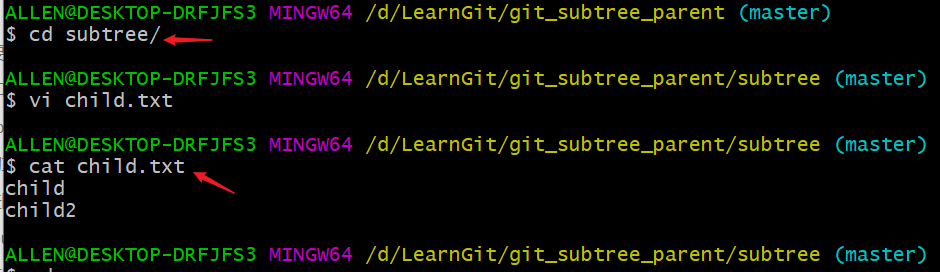 ALLEN@DESKTOP-DRFJFS3 MINGW64 /d/LearnGit/git_subtree_parent (master)
$ cd subtree/
ALLEN@DESKTOP-DRFJFS3 MINGW64 /d/LearnGit/git_subtree_parent/subtree (master)
$ vi child.txt
ALLEN@DESKTOP-DRFJFS3 MINGW64 /d/LearnGit/git_subtree_parent/subtree (master)
$ cat child.txt
child
child2
ALLEN@DESKTOP-DRFJFS3 MINGW64 /d/LearnGit/git_subtree_parent/subtree (master)